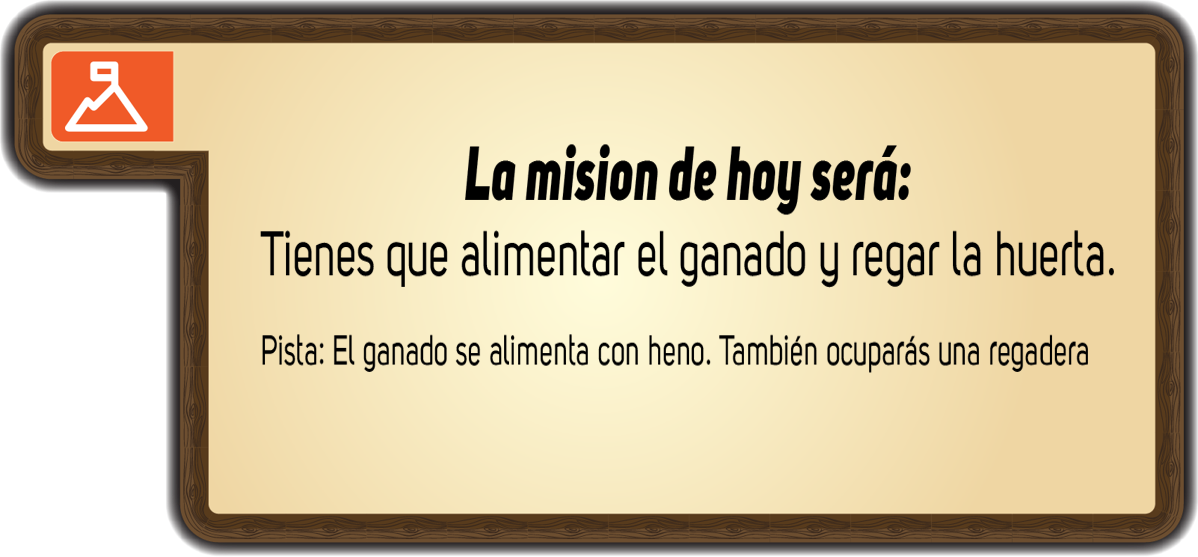 La mision de hoy será:
Tienes que alimentar el ganado y regar la huerta.
Pista: El ganado se alimenta con heno. También ocuparás una regadera